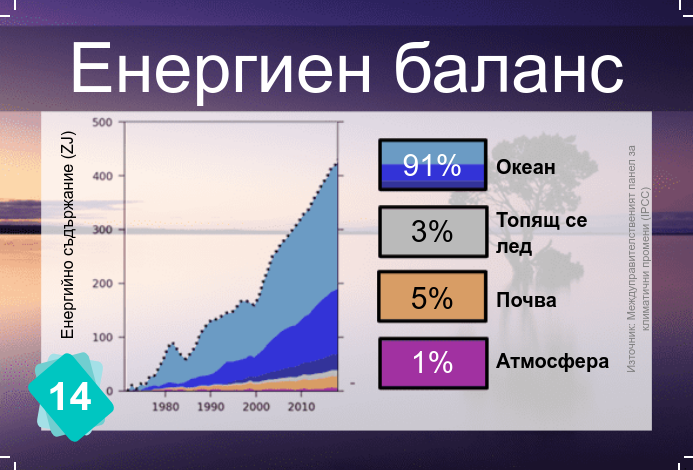 Енергиен баланс
Енергийно съдържание (ZJ)
500
400
300
200
100
0
1980 1990 2000 2010
91% Океан
3% Топящ се
лед
5% Почва
1% Атмосфера
Източник: Междуправителственият панел за
климатични промени (IPCC)
14